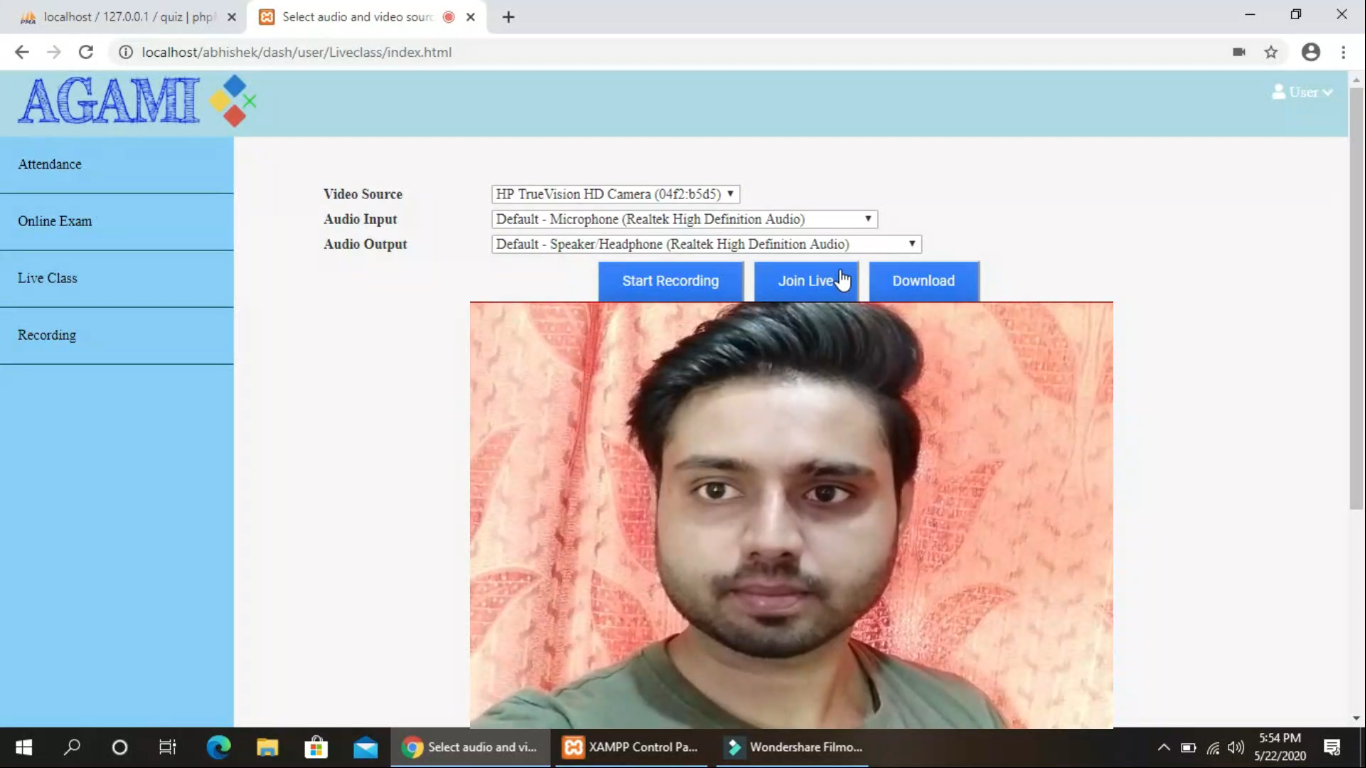 localhost / 127.0.0.1 / quiz | phpM
Select audio and video sour
localhost/abhishek/dash/user/Liveclass/index.html
AGAMI
User
Attendance
Online Exam
Live Class
Recording
Video Source HP TrueVision HD Camera (04f2:b5d5)
Audio Input Default - Microphone (Realtek High Definition Audio)
Audio Output Default - Speaker/Headphone (Realtek High Definition Audio)
Start Recording Join Live Download
Select audio and vi... XAMPP Control Pa... Wondershare Filmo...
5:54 PM
5/22/2020